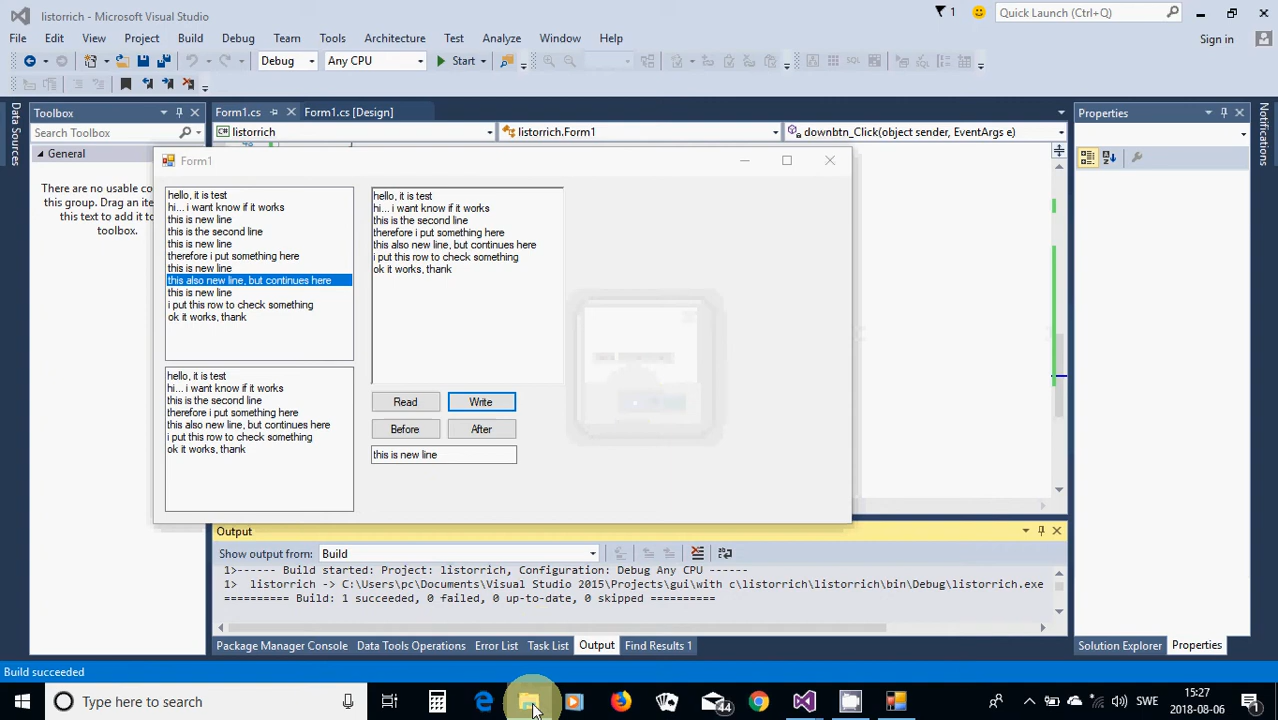 listorrich - Microsoft Visual Studio
1
Quick Launch (Ctrl+Q)
File Edit View Project Build Debug Team Tools Architecture Test Analyze Window Help
Sign in
Debug Any CPU Start
Data Sources
Toolbox
Form1.cs
Form1.cs [Design]
Properties
Notifications
Search Toolbox
listorrich
listorrich.Form1
downbtn_Click(object sender, EventArgs e)
General
There are no usable co
this group. Drag an ite
this text to add it to
toolbox.
Form1
hello, it is test
hi... i want know if it works
this is new line
this is the second line
this is new line
therefore i put something here
this is new line
this also new line, but continues here
this is new line
i put this row to check something
ok it works, thank
hello, it is test
hi... i want know if it works
this is the second line
therefore i put something here
this also new line, but continues here
i put this row to check something
ok it works, thank
hello, it is test
hi... i want know if it works
this is the second line
therefore i put something here
this also new line, but continues here
i put this row to check something
ok it works, thank
Read Write
Before After
this is new line
Output
Show output from: Build
1>------ Build started: Project: listorrich, Configuration: Debug Any CPU ------
1> listorrich -> C:\Users\pc\Documents\Visual Studio 2015\Projects\gui\with c\listorrich\listorrich\bin\Debug\listorrich.exe
========== Build: 1 succeeded, 0 failed, 0 up-to-date, 0 skipped ==========
Package Manager Console Data Tools Operations Error List Task List Output Find Results 1
Solution Explorer Properties
Build succeeded
Type here to search
44
SWE
15:27
2018-08-06
1